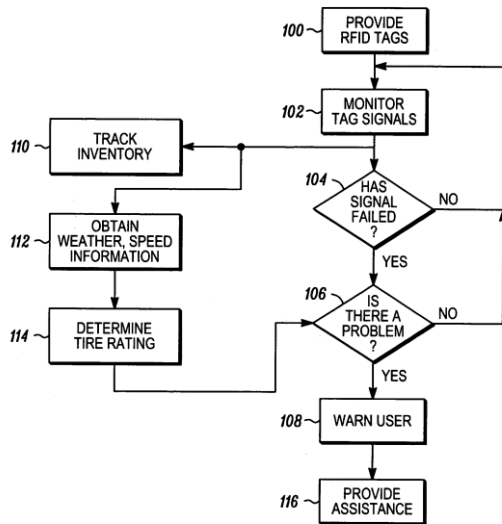 100
PROVIDE
RFID TAGS
102
MONITOR
TAG SIGNALS
110
TRACK
INVENTORY
104
HAS
SIGNAL
FAILED
?
NO
YES
112
OBTAIN
WEATHER, SPEED
INFORMATION
106
IS
THERE A
PROBLEM
?
NO
YES
114
DETERMINE
TIRE RATING
108
WARN USER
116
PROVIDE
ASSISTANCE